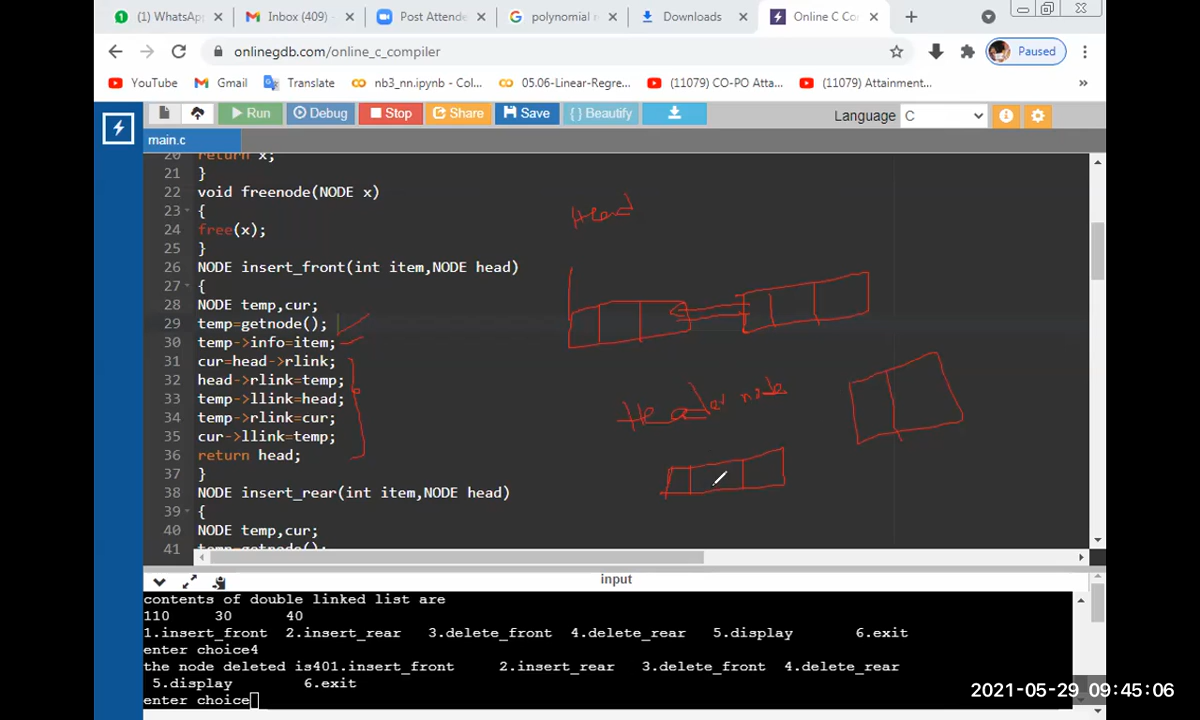 (1) WhatsApp
Inbox (409) -
Post Attende
polynomial n
Downloads
Online C Co
onlinegdb.com/online_c_compiler
Paused
YouTube
Gmail
Translate
nb3_nn.ipynb - Col...
05.06-Linear-Regre...
(11079) CO-PO Atta...
(11079) Attainment...
»
Run
Debug
Stop
Share
Save
{ } Beautify
Language
C
main.c
20 return x;
21 }
22 void freenode(NODE x)
23 {
24 free(x);
25 }
26 NODE insert_front(int item,NODE head)
27 {
28 NODE temp,cur;
29 temp=getnode();
30 temp->info=item;
31 cur=head->rlink;
32 head->rlink=temp;
33 temp->llink=head;
34 temp->rlink=cur;
35 cur->llink=temp;
36 return head;
37 }
38 NODE insert_rear(int item,NODE head)
39 {
40 NODE temp,cur;
41 temp=getnode();
Head
Header node
input
contents of double linked list are
110 30 40
1.insert_front 2.insert_rear 3.delete_front 4.delete_rear 5.display 6.exit
enter choice4
the node deleted is401.insert_front 2.insert_rear 3.delete_front 4.delete_rear
5.display 6.exit
enter choice
2021-05-29 09:45:06